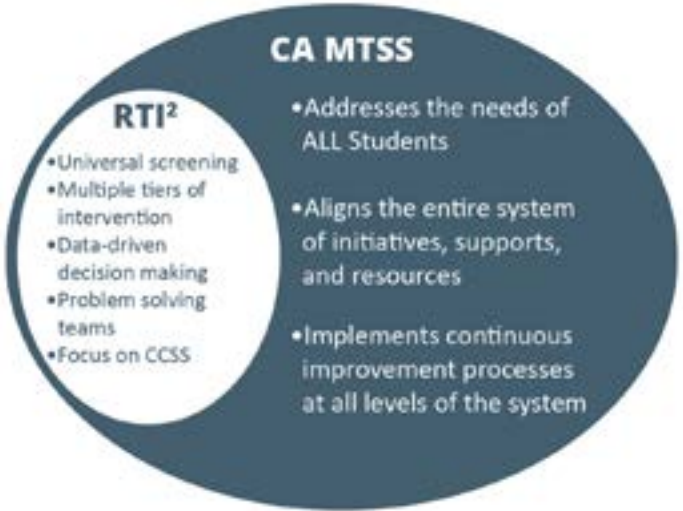 CA MTSS
RTI²
•Universal screening
•Multiple tiers of
intervention
•Data-driven
decision making
•Problem solving
teams
•Focus on CCSS
•Addresses the needs of
ALL Students
•Aligns the entire system
of initiatives, supports,
and resources
•Implements continuous
improvement processes
at all levels of the system